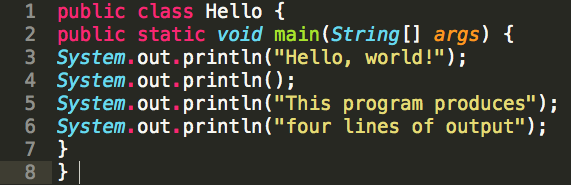 1 public class Hello {
2 public static void main(String[] args) {
3 System.out.println("Hello, world!");
4 System.out.println();
5 System.out.println("This program produces");
6 System.out.println("four lines of output");
7 }
8 }